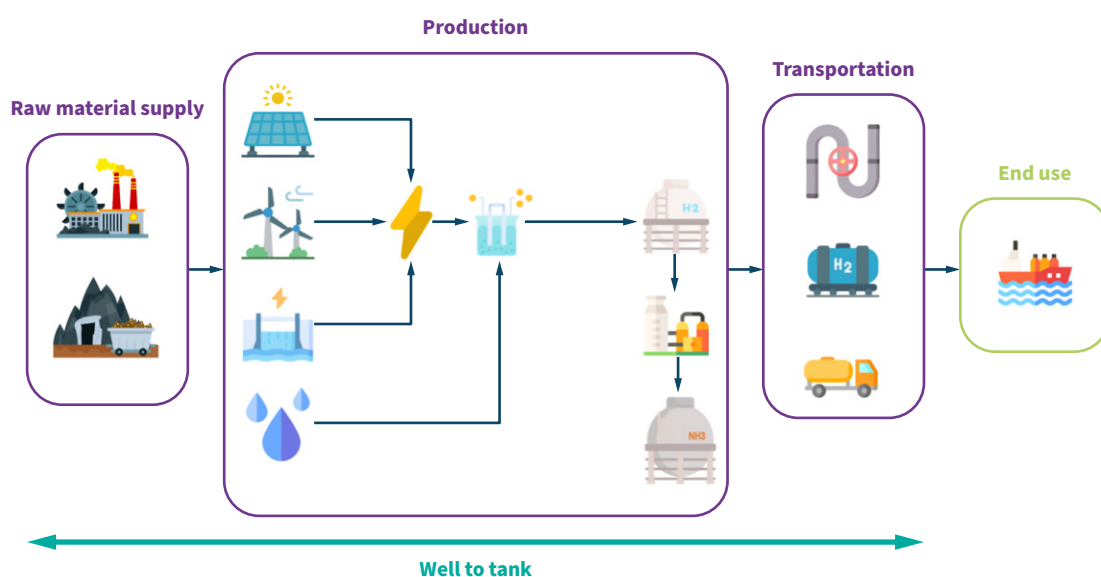 Production
Transportation
Raw material supply
End use
H2
H2
NH3
Well to tank